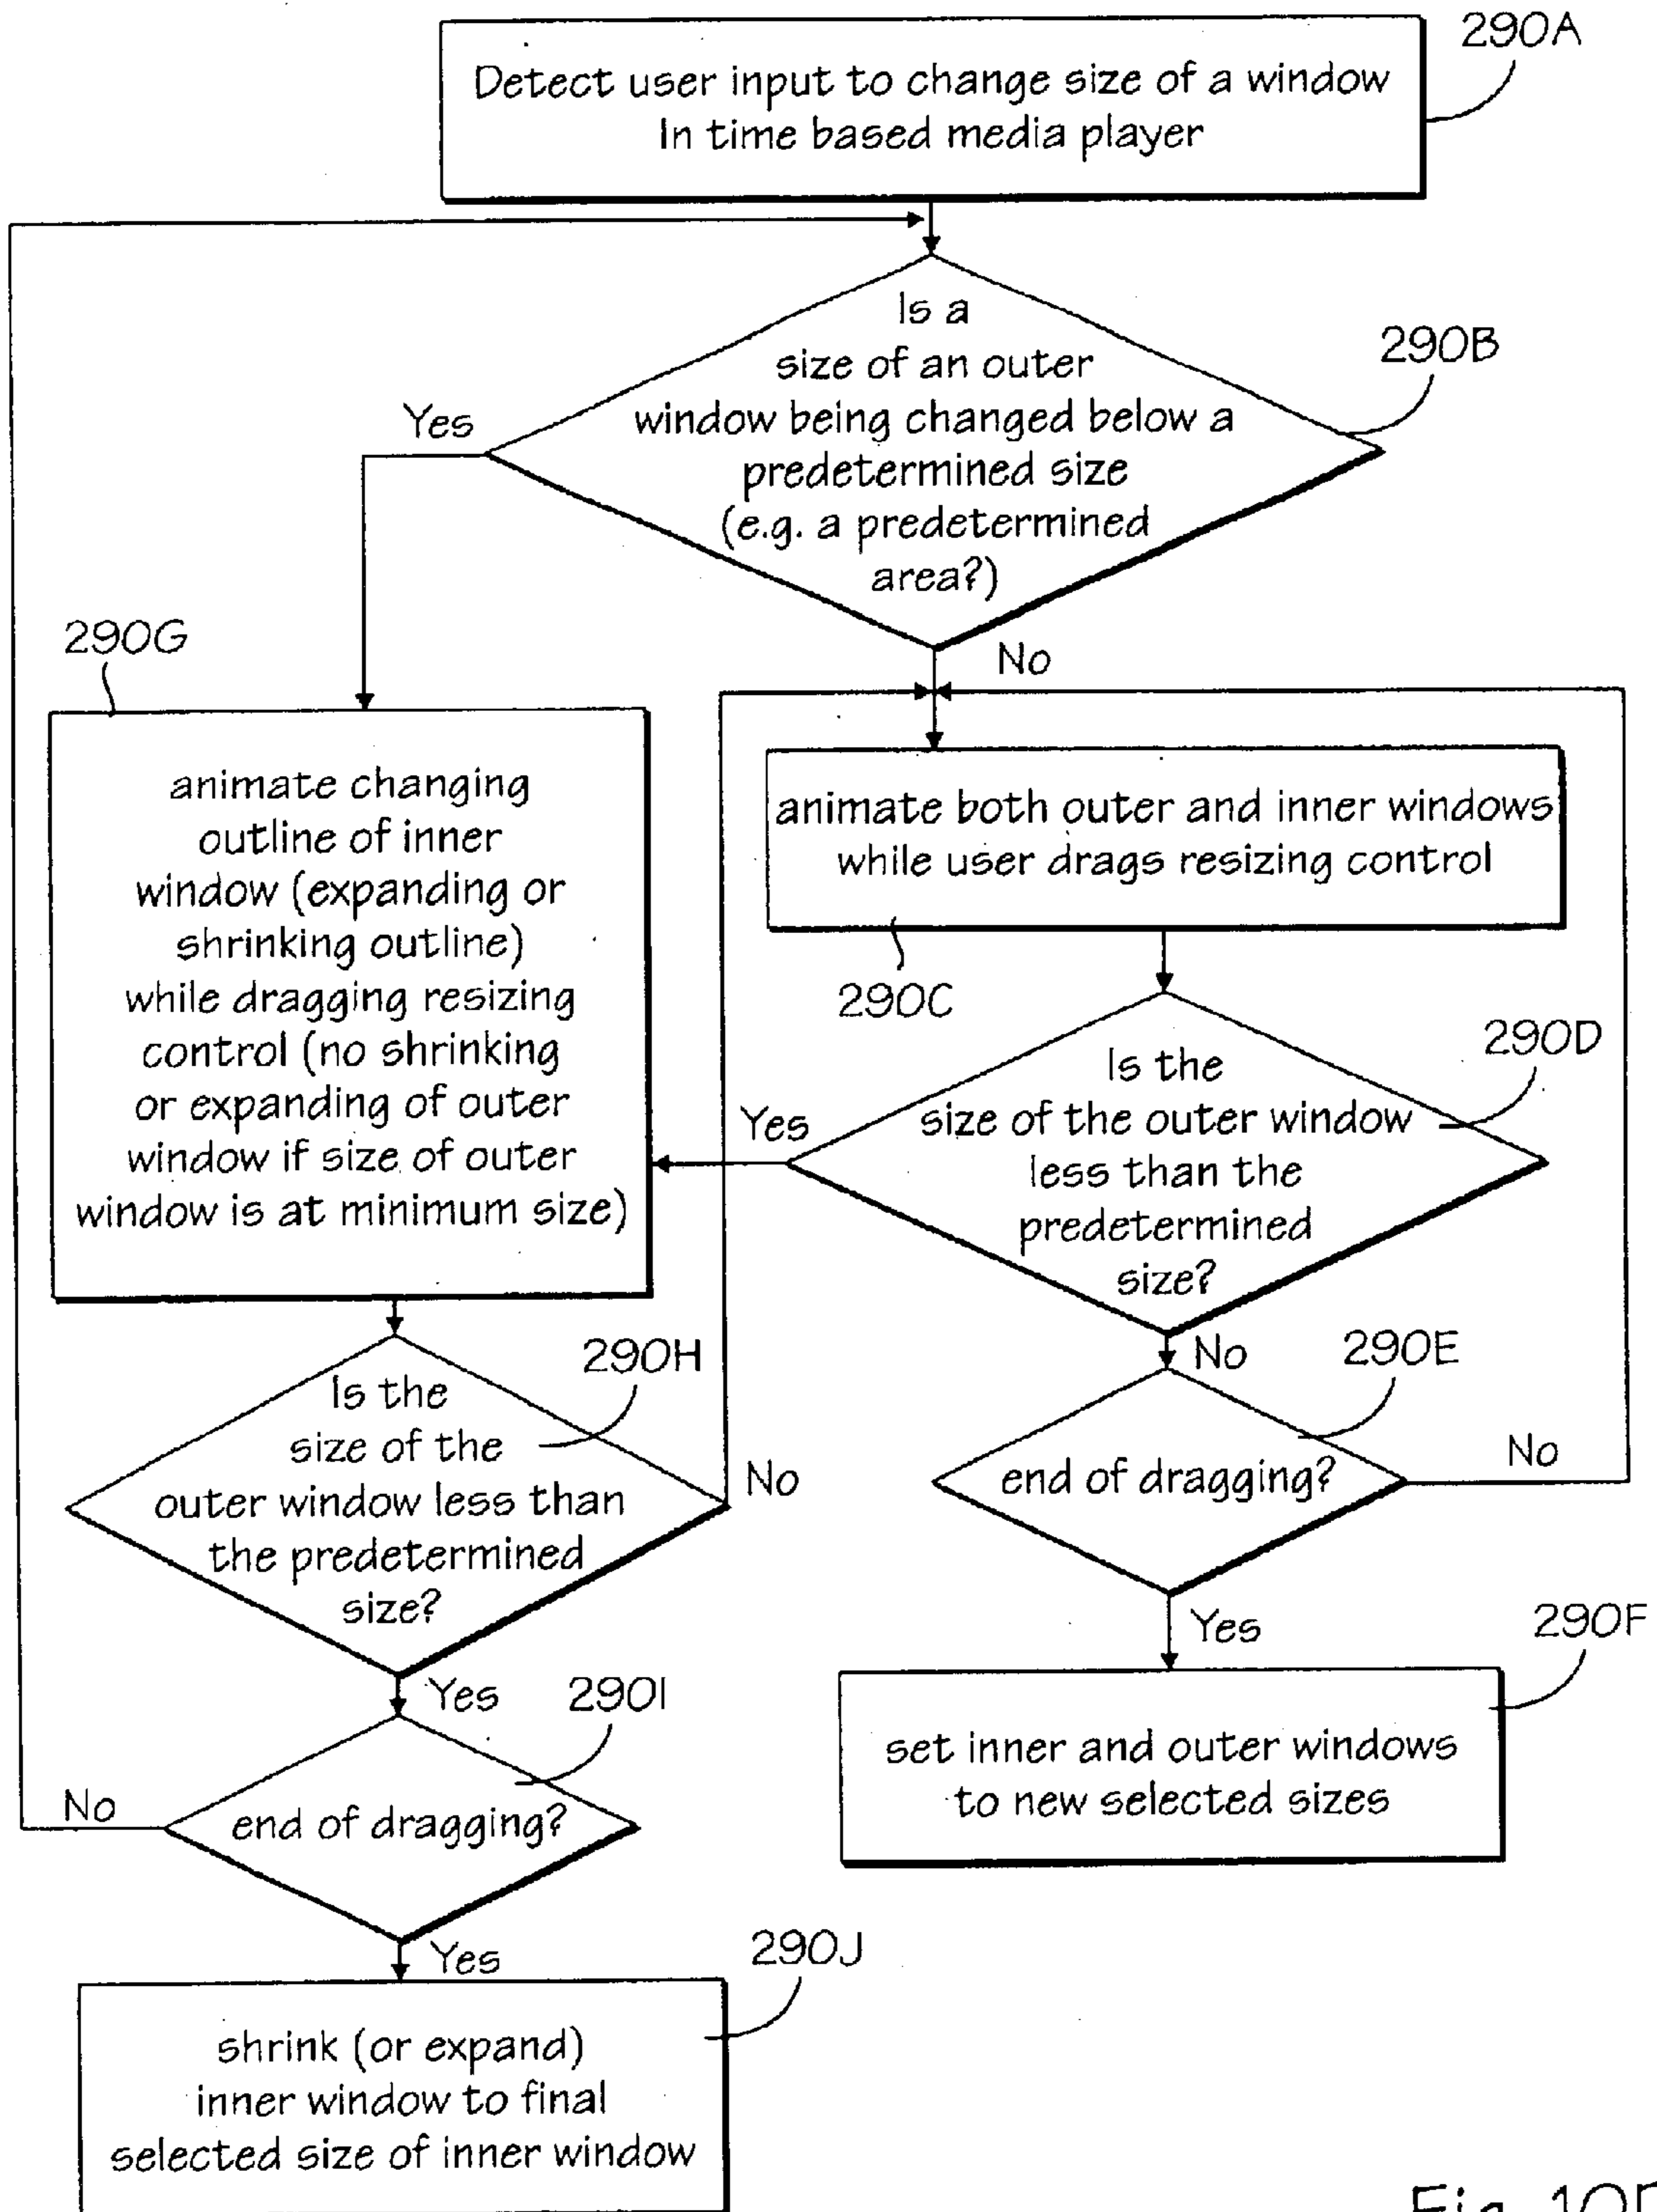 290A
Detect user input to change size of a window
In time based media player
Is a
size of an outer
window being changed below a
predetermined size
(e.g. a predetermined
area?)
290B
Yes
No
290G
animate changing
outline of inner
window (expanding or
shrinking outline)
while dragging resizing
control (no shrinking
or expanding of outer
window if size of outer
window is at minimum size)
animate both outer and inner windows
while user drags resizing control
290C
290D
Is the
size of the outer window
less than the
predetermined
size?
Yes
No
290H
Is the
size of the
outer window less than
the predetermined
size?
No
Yes
290E
end of dragging?
No
Yes
290F
set inner and outer windows
to new selected sizes
290I
end of dragging?
No
Yes
290J
shrink (or expand)
inner window to final
selected size of inner window